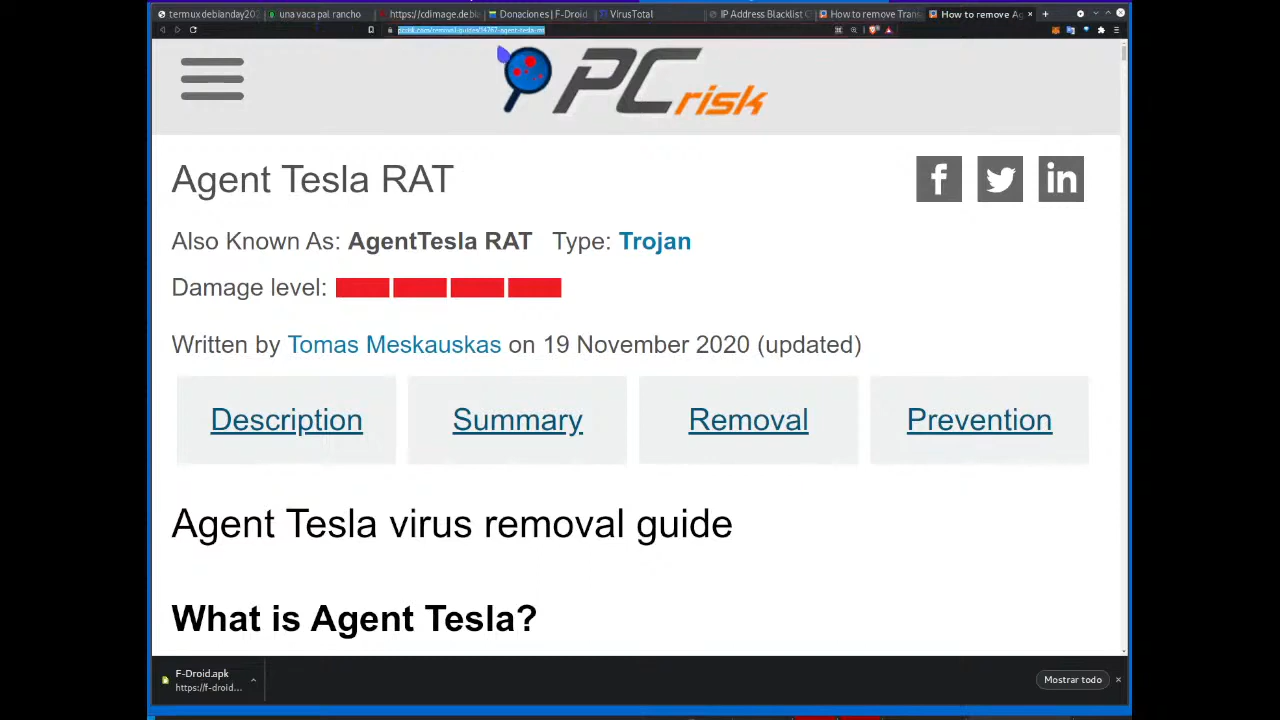 termux debianday202
una vaca pal rancho
https://cdimage.debi
Donaciones | F-Droid
VirusTotal
IP Address Blacklist C
How to remove Tran
How to remove Ag
PCrisk
Agent Tesla RAT
Also Known As: AgentTesla RAT Type: Trojan
Damage level:
Written by Tomas Meskauskas on 19 November 2020 (updated)
Description
Summary
Removal
Prevention
Agent Tesla virus removal guide
What is Agent Tesla?
F-Droid.apk
https://f-droid...
Mostrar todo